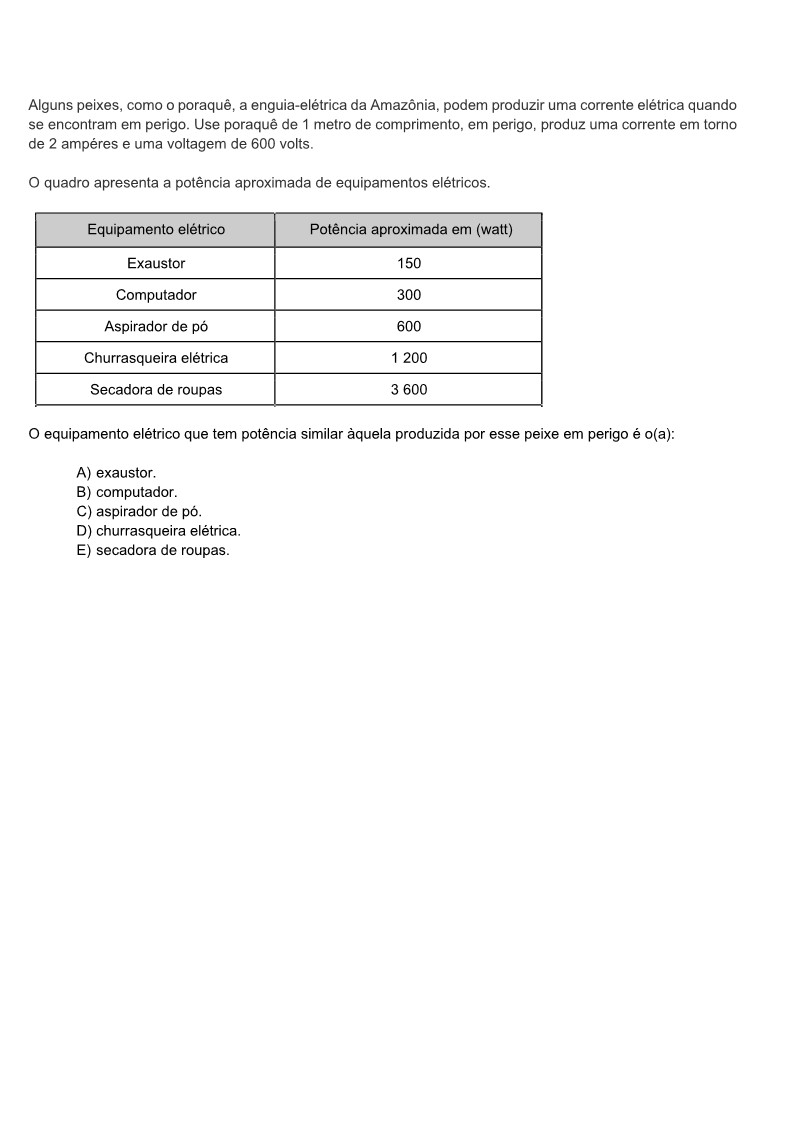 Alguns peixes, como o poraquê, a enguia-elétrica da Amazônia, podem produzir uma corrente elétrica quando
se encontram em perigo. Use poraquê de 1 metro de comprimento, em perigo, produz uma corrente em torno
de 2 ampéres e uma voltagem de 600 volts.
O quadro apresenta a potência aproximada de equipamentos elétricos.
Equipamento elétrico Potência aproximada em (watt)
Exaustor 150
Computador 300
Aspirador de pó 600
Churrasqueira elétrica 1 200
Secadora de roupas 3 600
O equipamento elétrico que tem potência similar àquela produzida por esse peixe em perigo é o(a):
A) exaustor.
B) computador.
C) aspirador de pó.
D) churrasqueira elétrica.
E) secadora de roupas.